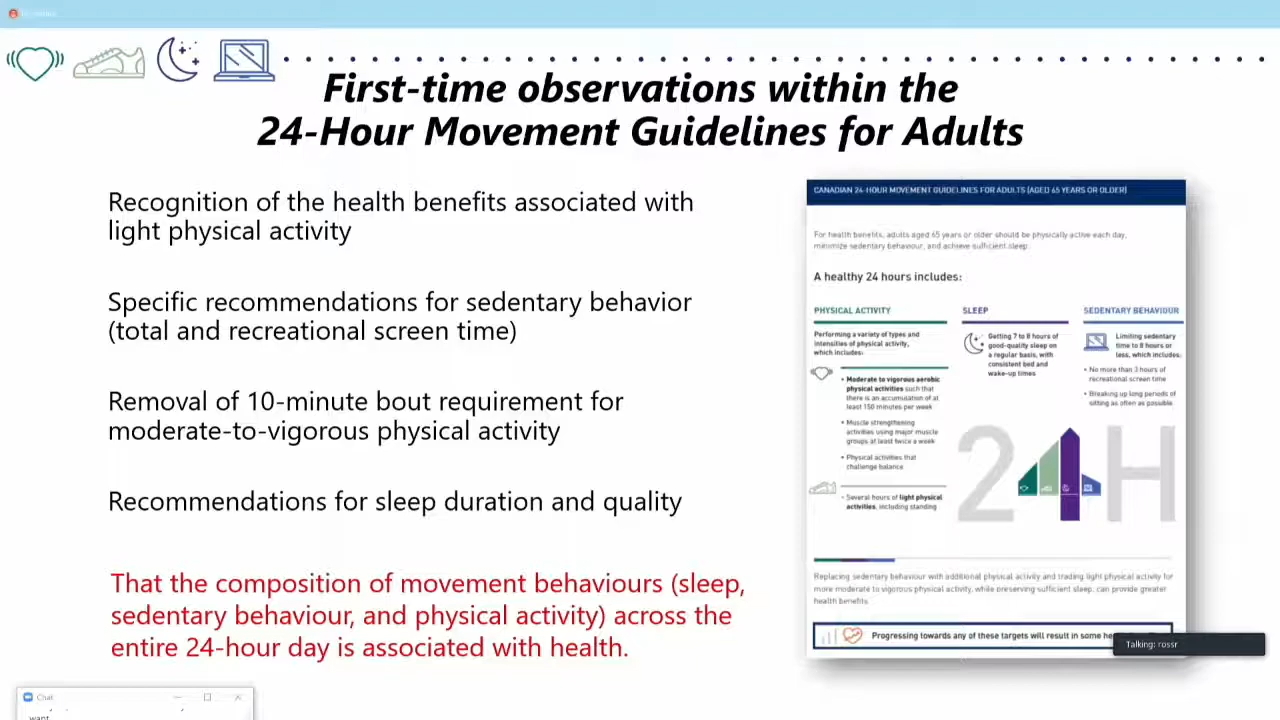 First-time observations within the
24-Hour Movement Guidelines for Adults
Recognition of the health benefits associated with
light physical activity
Specific recommendations for sedentary behavior
(total and recreational screen time)
Removal of 10-minute bout requirement for
moderate-to-vigorous physical activity
Recommendations for sleep duration and quality
That the composition of movement behaviours (sleep,
sedentary behaviour, and physical activity) across the
entire 24-hour day is associated with health.
CANADIAN 24-HOUR MOVEMENT GUIDELINES FOR ADULTS (AGED 65 YEARS OR OLDER)
For health benefits, adults aged 65 years or older should be physically active each day,
minimize sedentary behaviour, and achieve sufficient sleep.
A healthy 24 hours includes:
PHYSICAL ACTIVITY
Performing a variety of types and
intensities of physical activity,
which includes:
• Moderate to vigorous aerobic
physical activities such that
there is an accumulation of at
least 150 minutes per week
• Muscle strengthening
activities using major muscle
groups at least twice a week
• Physical activities that
challenge balance
• Several hours of light physical
activities, including standing
SLEEP
Getting 7 to 8 hours of
good-quality sleep on
a regular basis, with
consistent bed and
wake-up times
SEDENTARY BEHAVIOUR
Limiting sedentary
time to 8 hours or
less, which includes:
• No more than 3 hours of
recreational screen time
• Breaking up long periods of
sitting as often as possible
24H
Replacing sedentary behaviour with additional physical activity and trading light physical activity for
more moderate to vigorous physical activity, while preserving sufficient sleep, can provide greater
health benefits.
Progressing towards any of these targets will result in some
Talking: rossr
Chat
want